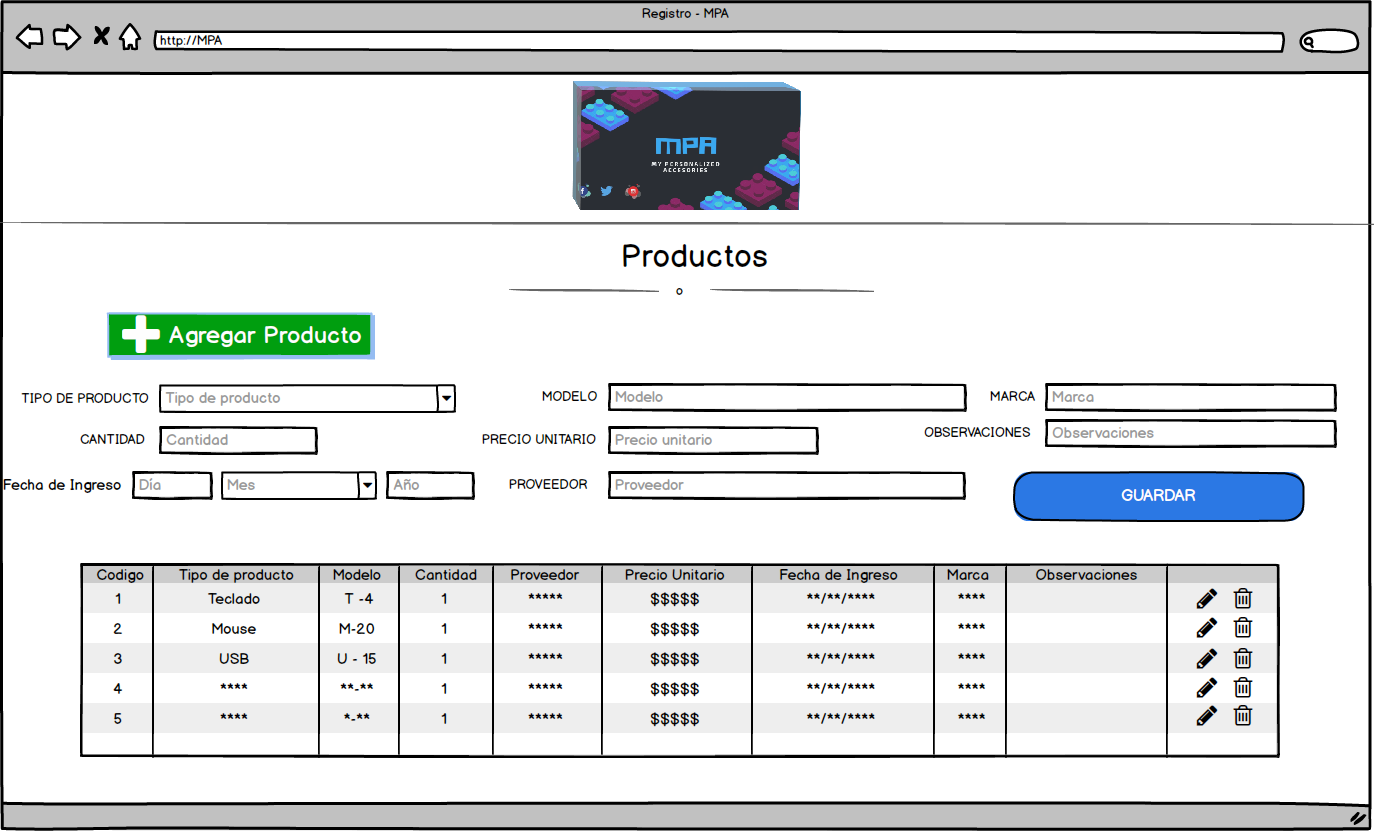 Registro - MPA
http://MPA
MPA
MY PERSONALIZED
ACCESORIES
Productos
o
Agregar Producto
TIPO DE PRODUCTO Tipo de producto MODELO Modelo MARCA Marca
CANTIDAD Cantidad PRECIO UNITARIO Precio unitario OBSERVACIONES Observaciones
Fecha de Ingreso Día Mes Año PROVEEDOR Proveedor GUARDAR
Codigo Tipo de producto Modelo Cantidad Proveedor Precio Unitario Fecha de Ingreso Marca Observaciones
1 Teclado T -4 1 ***** $$$$$ **/**/**** ****
2 Mouse M-20 1 ***** $$$$$ **/**/**** ****
3 USB U - 15 1 ***** $$$$$ **/**/**** ****
4 **** **-** 1 ***** $$$$$ **/**/**** ****
5 **** *-** 1 ***** $$$$$ **/**/**** ****